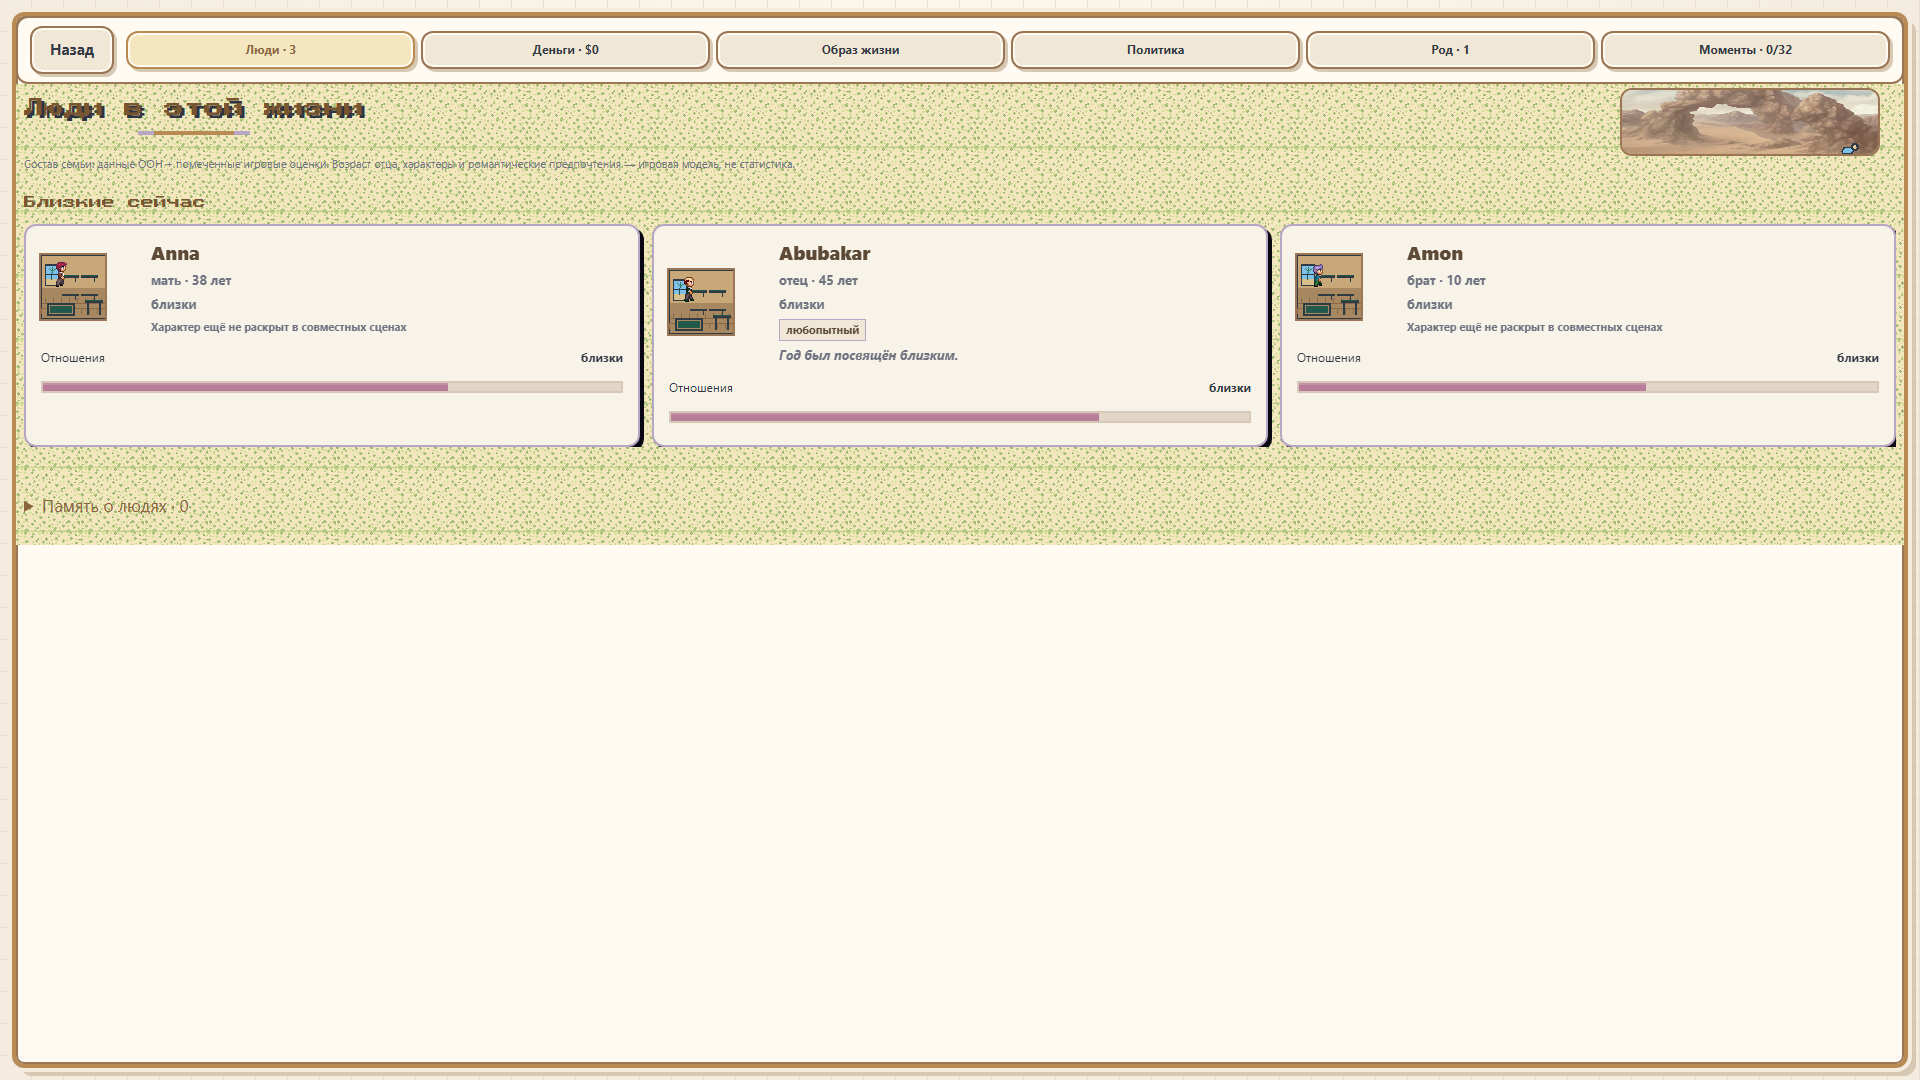 Назад
Люди · 3
Деньги · $0
Образ жизни
Политика
Род · 1
Моменты · 0/32
Люди в этой жизни
Состав семьи: данные ООН + помеченные игровые оценки. Возраст отца, характеры и романтические предпочтения — игровая модель, не статистика.
Близкие сейчас
Anna
мать · 38 лет
близки
Характер ещё не раскрыт в совместных сценах
Отношения
близки
Abubakar
отец · 45 лет
близки
любопытный
Год был посвящён близким.
Отношения
близки
Amon
брат · 10 лет
близки
Характер ещё не раскрыт в совместных сценах
Отношения
близки
Память о людях · 0